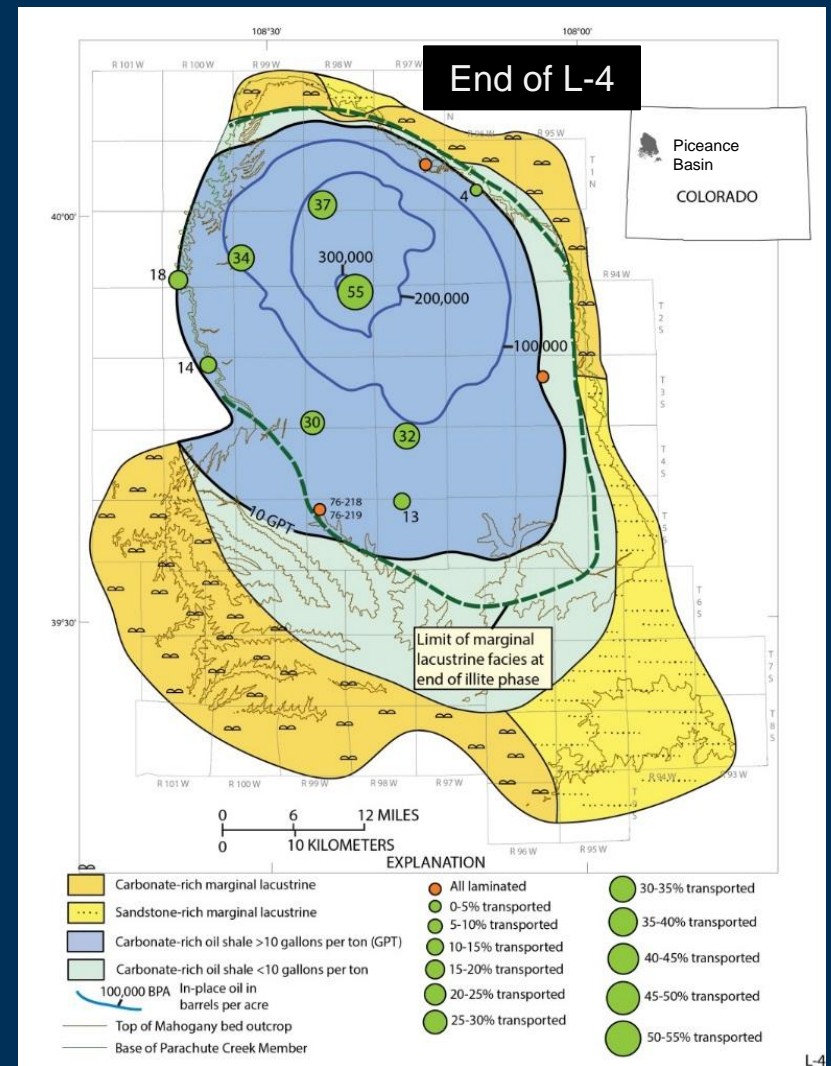 108°30'
108°00'
R 101 W
R 100 W
R 99 W
R 98 W
R 97 W
End of L-4
N
R 96 W
R 95 W
T
1
N
Piceance
Basin
COLORADO
40°00'
37
4
34
300,000
R 94 W
18
55
200,000
T
2
S
100,000
14
T
3
S
30
32
T
4
S
76-218
76-219
13
10 GPT
T
5
S
T
6
S
39°30'
Limit of marginal
lacustrine facies at
end of illite phase
T
7
S
T
8
S
R 101 W
R 100 W
R 99 W
R 98 W
R 97 W
R 94 W
R 93 W
R 96 W
R 95 W
0 6 12 MILES
0 10 KILOMETERS
EXPLANATION
Carbonate-rich marginal lacustrine
Sandstone-rich marginal lacustrine
Carbonate-rich oil shale >10 gallons per ton (GPT)
Carbonate-rich oil shale <10 gallons per ton
100,000 BPA
In-place oil in
barrels per acre
Top of Mahogany bed outcrop
Base of Parachute Creek Member
All laminated
0-5% transported
5-10% transported
10-15% transported
15-20% transported
20-25% transported
25-30% transported
30-35% transported
35-40% transported
40-45% transported
45-50% transported
50-55% transported
L-4